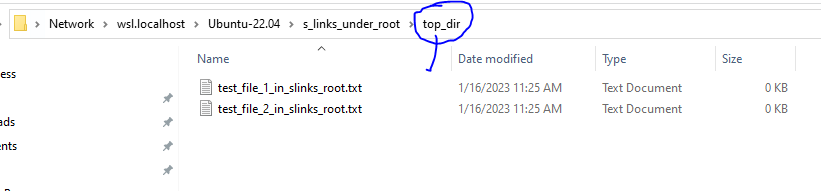 Network > wsl.localhost > Ubuntu-22.04 > s_links_under_root > top_dir
Name Date modified Type Size
ess
test_file_1_in_slinks_root.txt 1/16/2023 11:25 AM Text Document 0 KB
test_file_2_in_slinks_root.txt 1/16/2023 11:25 AM Text Document 0 KB
ads
ents